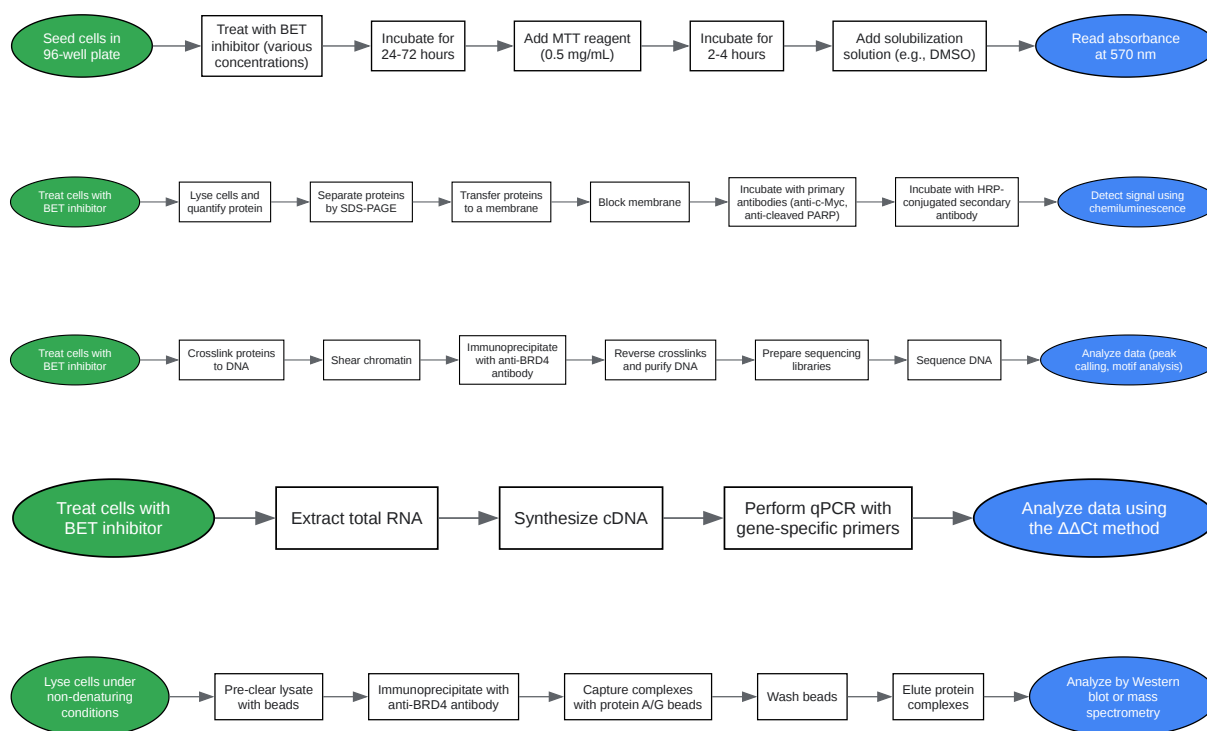 Seed cells in
96-well plate
Treat with BET
inhibitor (various
concentrations)
Incubate for
24-72 hours
Add MTT reagent
(0.5 mg/mL)
Incubate for
2-4 hours
Add solubilization
solution (e.g., DMSO)
Read absorbance
at 570 nm
Treat cells with
BET inhibitor
Lyse cells and
quantify protein
Separate proteins
by SDS-PAGE
Transfer proteins
to a membrane
Block membrane
Incubate with primary
antibodies (anti-c-Myc,
anti-cleaved PARP)
Incubate with HRP-
conjugated secondary
antibody
Detect signal using
chemiluminescence
Treat cells with
BET inhibitor
Crosslink proteins
to DNA
Shear chromatin
Immunoprecipitate
with anti-BRD4
antibody
Reverse crosslinks
and purify DNA
Prepare sequencing
libraries
Sequence DNA
Analyze data (peak
calling, motif analysis)
Treat cells with
BET inhibitor
Extract total RNA
Synthesize cDNA
Perform qPCR with
gene-specific primers
Analyze data using
the ΔΔCt method
Lyse cells under
non-denaturing
conditions
Pre-clear lysate
with beads
Immunoprecipitate with
anti-BRD4 antibody
Capture complexes
with protein A/G beads
Wash beads
Elute protein
complexes
Analyze by Western
blot or mass
spectrometry